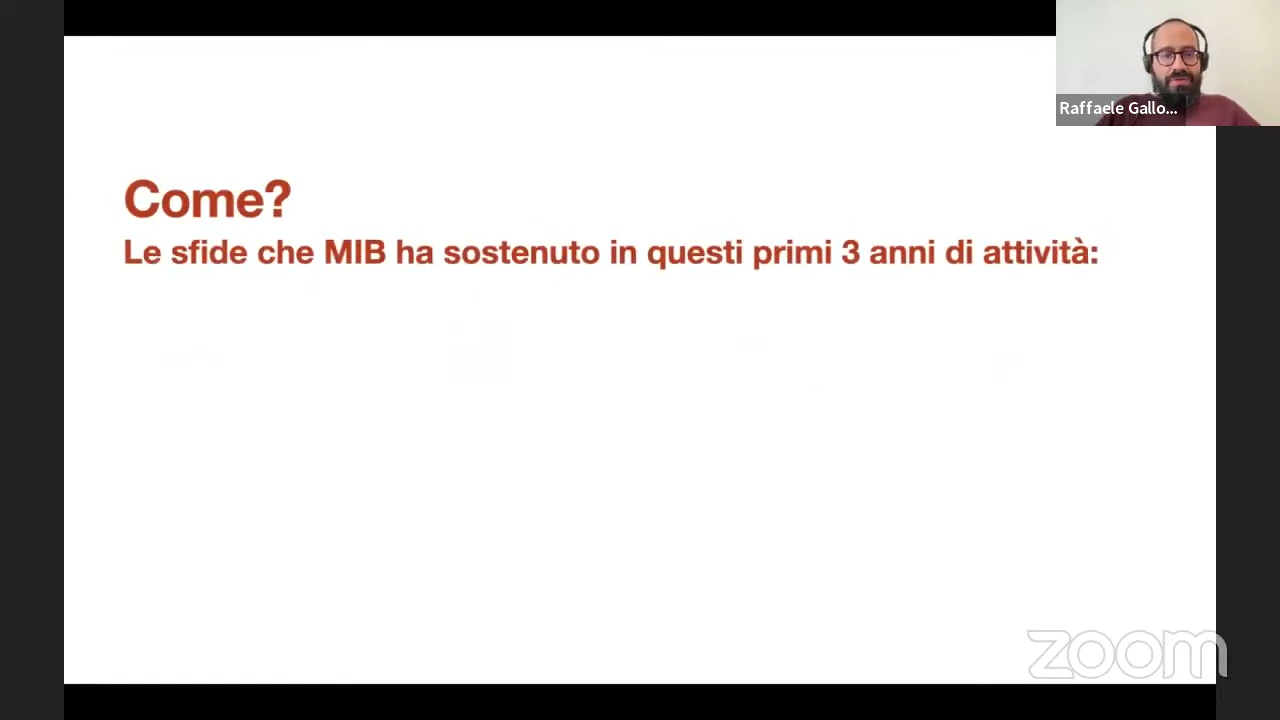 Raffaele Gallo...
Come?
Le sfide che MIB ha sostenuto in questi primi 3 anni di attività:
zoom